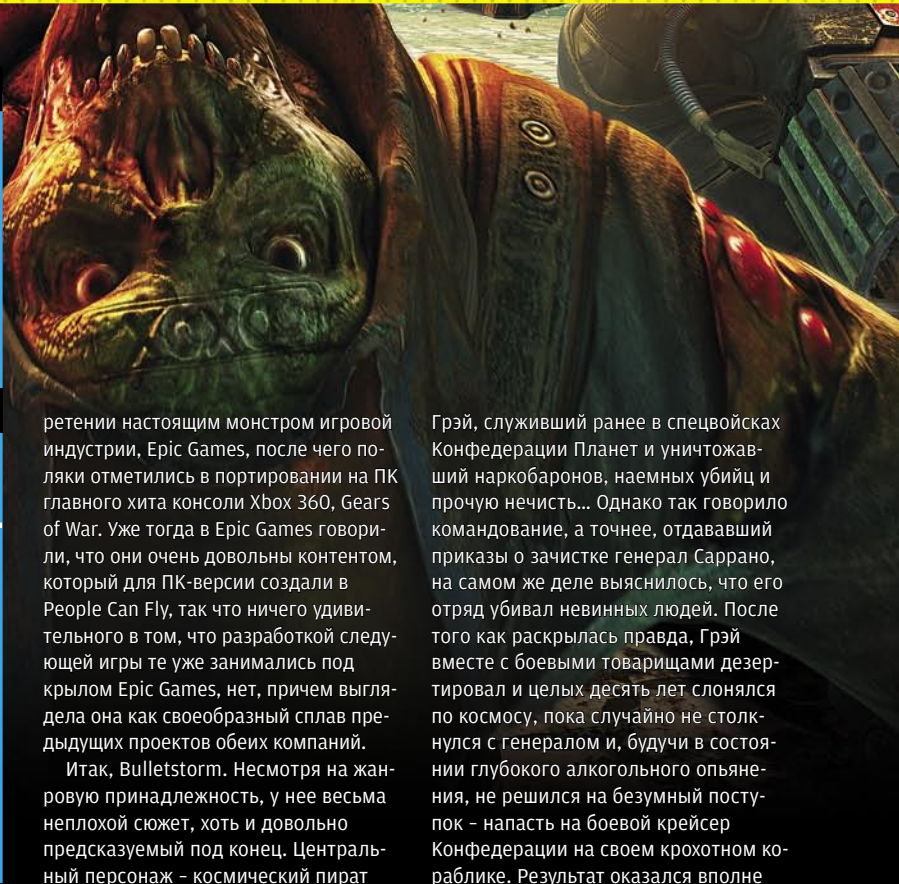 XOXO
ретении настоящим монстром игровой
индустрии, Epic Games, после чего по-
ляки отметились в портировании на ПК
главного хита консоли Xbox 360, Gears
of War. Уже тогда в Epic Games говори-
ли, что они очень довольны контентом,
который для ПК-версии создали в
People Can Fly, так что ничего удиви-
тельного в том, что разработкой следу-
ющей игры те уже занимались под
крылом Epic Games, нет, причем выгля-
дела она как своеобразный сплав пре-
дыдущих проектов обеих компаний.
Итак, Bulletstorm. Несмотря на жан-
ровую принадлежность, у нее весьма
неплохой сюжет, хоть и довольно
предсказуемый под конец. Централь-
ный персонаж – космический пират
Грэй, служивший ранее в спецвойсках
Конфедерации Планет и уничтожав-
ший наркобаронов, наемных убийц и
прочую нечисть... Однако так говорило
командование, а точнее, отдававший
приказы о зачистке генерал Саррано,
на самом же деле выяснилось, что его
отряд убивал невинных людей. После
того как раскрылась правда, Грэй
вместе с боевыми товарищами дезер-
тировал и целых десять лет слонялся
по космосу, пока случайно не столк-
нулся с генералом и, будучи в состоя-
нии глубокого алкогольного опьяне-
ния, не решился на безумный посту-
пок – напасть на боевой крейсер
Конфедерации на своем крохотном ко-
раблике. Результат оказался вполне